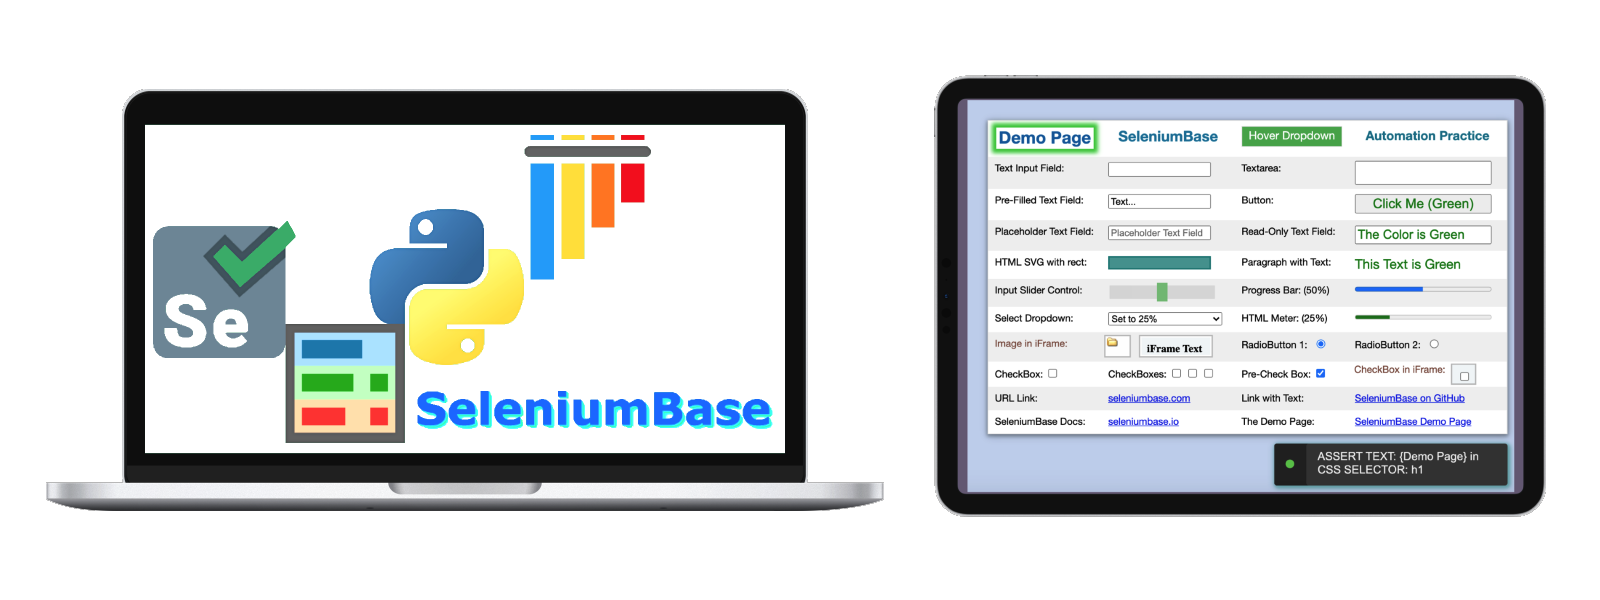 Se
SeleniumBase
Demo Page SeleniumBase Hover Dropdown Automation Practice
Text Input Field: Textarea:
Pre-Filled Text Field: Text... Button: Click Me (Green)
Placeholder Text Field: Placeholder Text Field Read-Only Text Field: The Color is Green
HTML SVG with rect: Paragraph with Text: This Text is Green
Input Slider Control: Progress Bar: (50%)
Select Dropdown: Set to 25% HTML Meter: (25%)
Image in iFrame: iFrame Text RadioButton 1: RadioButton 2:
CheckBox: CheckBoxes: Pre-Check Box: CheckBox in iFrame:
URL Link: seleniumbase.com Link with Text: SeleniumBase on GitHub
SeleniumBase Docs: seleniumbase.io The Demo Page: SeleniumBase Demo Page
ASSERT TEXT: {Demo Page} in
CSS SELECTOR: h1